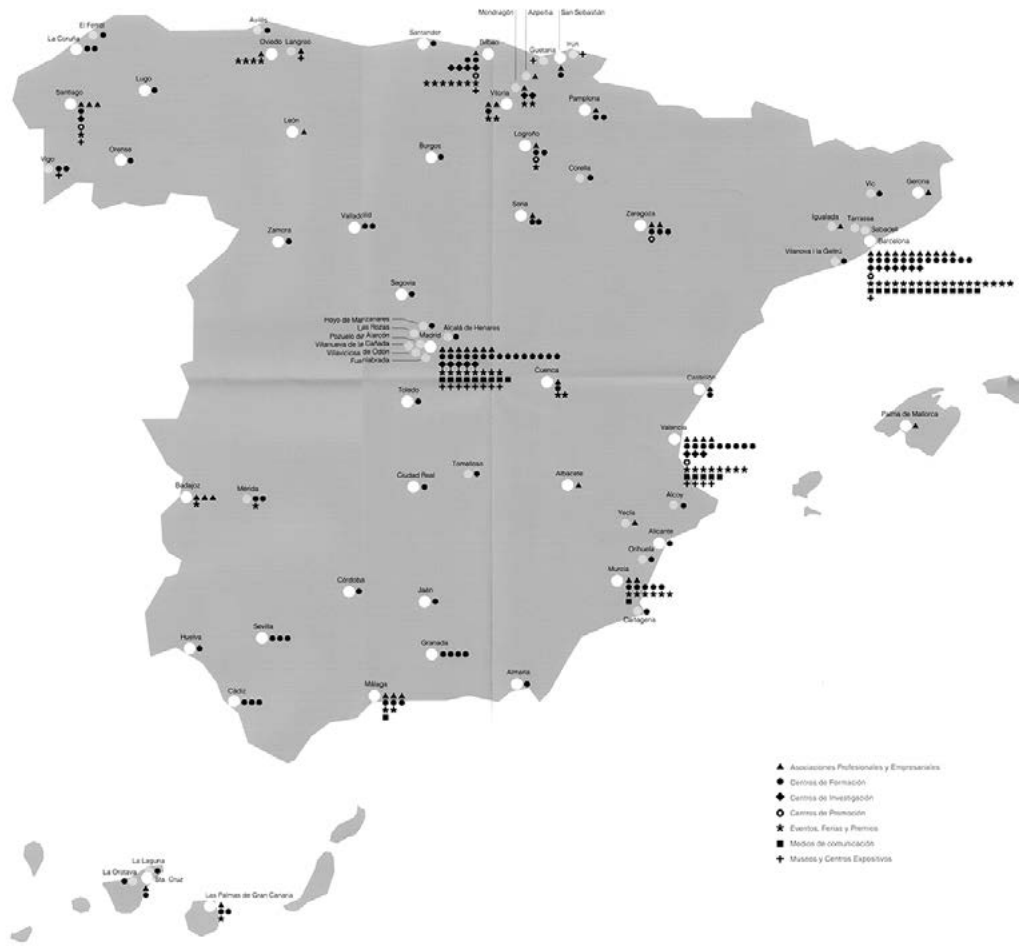 Mondragón
Azpeitia
San Sebastián
El Ferrol
Avilés
La Coruña
Oviedo
Langreo
Santander
Bilbao
Guetaria
Irún
Lugo
Santiago
Vitoria
Pamplona
León
Logroño
Vigo
Orense
Burgos
Corella
Vic
Gerona
Soria
Zaragoza
Igualada
Tarrasa
Sabadell
Zamora
Valladolid
Barcelona
Vilanova i la Geltrú
Segovia
Hoyo de Manzanares
Las Rozas
Pozuelo de Alarcón
Madrid
Alcalá de Henares
Villanueva de la Cañada
Villaviciosa de Odón
Fuenlabrada
Cuenca
Castellón
Toledo
Palma de Mallorca
Valencia
Badajoz
Mérida
Ciudad Real
Tomelloso
Albacete
Alcoy
Yecla
Alicante
Orihuela
Murcia
Córdoba
Jaén
Cartagena
Huelva
Sevilla
Granada
Cádiz
Málaga
Almería
Asociaciones Profesionales y Empresariales
Centros de Formación
Centros de Investigación
Centros de Promoción
Eventos, Ferias y Premios
Medios de comunicación
Museos y Centros Expositivos
La Laguna
La Orotava
Sta. Cruz
Las Palmas de Gran Canaria